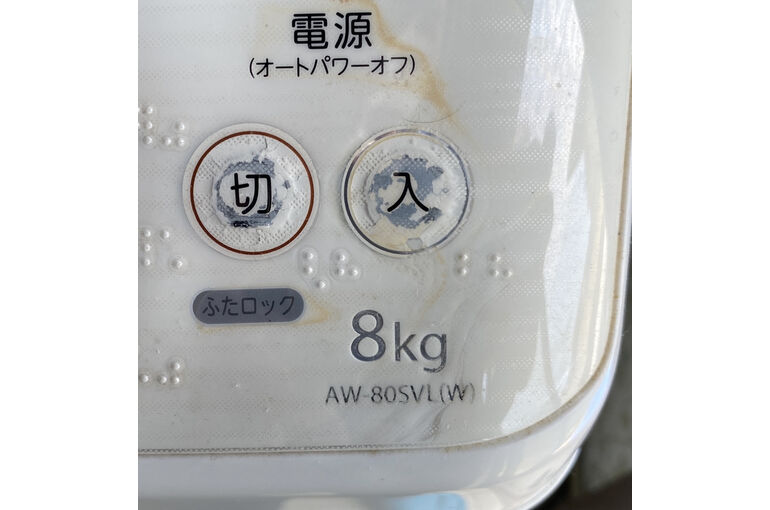 電源
(オートパワーオフ)
切 入
ふたロック
8kg
AW-80SVL(W)